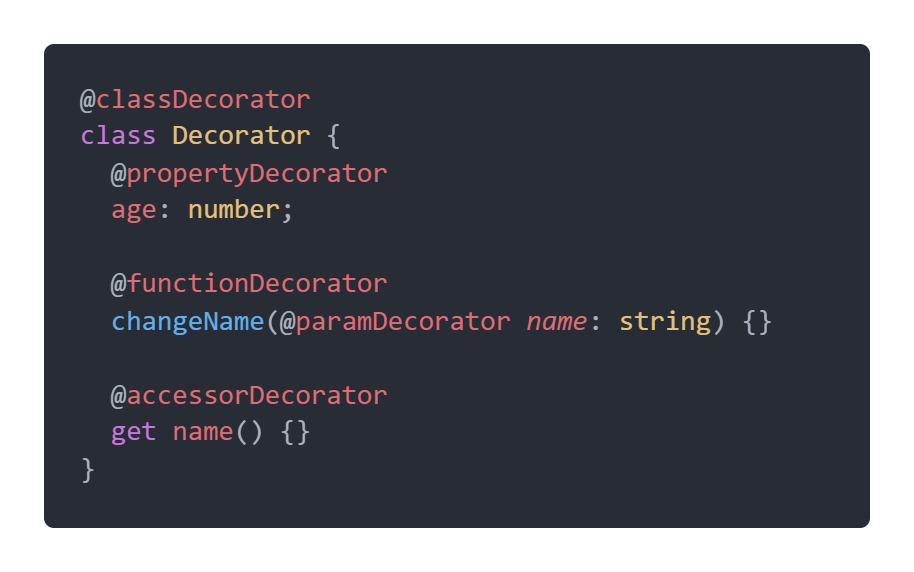 @classDecorator
class Decorator {
  @propertyDecorator
  age: number;

  @functionDecorator
  changeName(@paramDecorator name: string) {}

  @accessorDecorator
  get name() {}
}